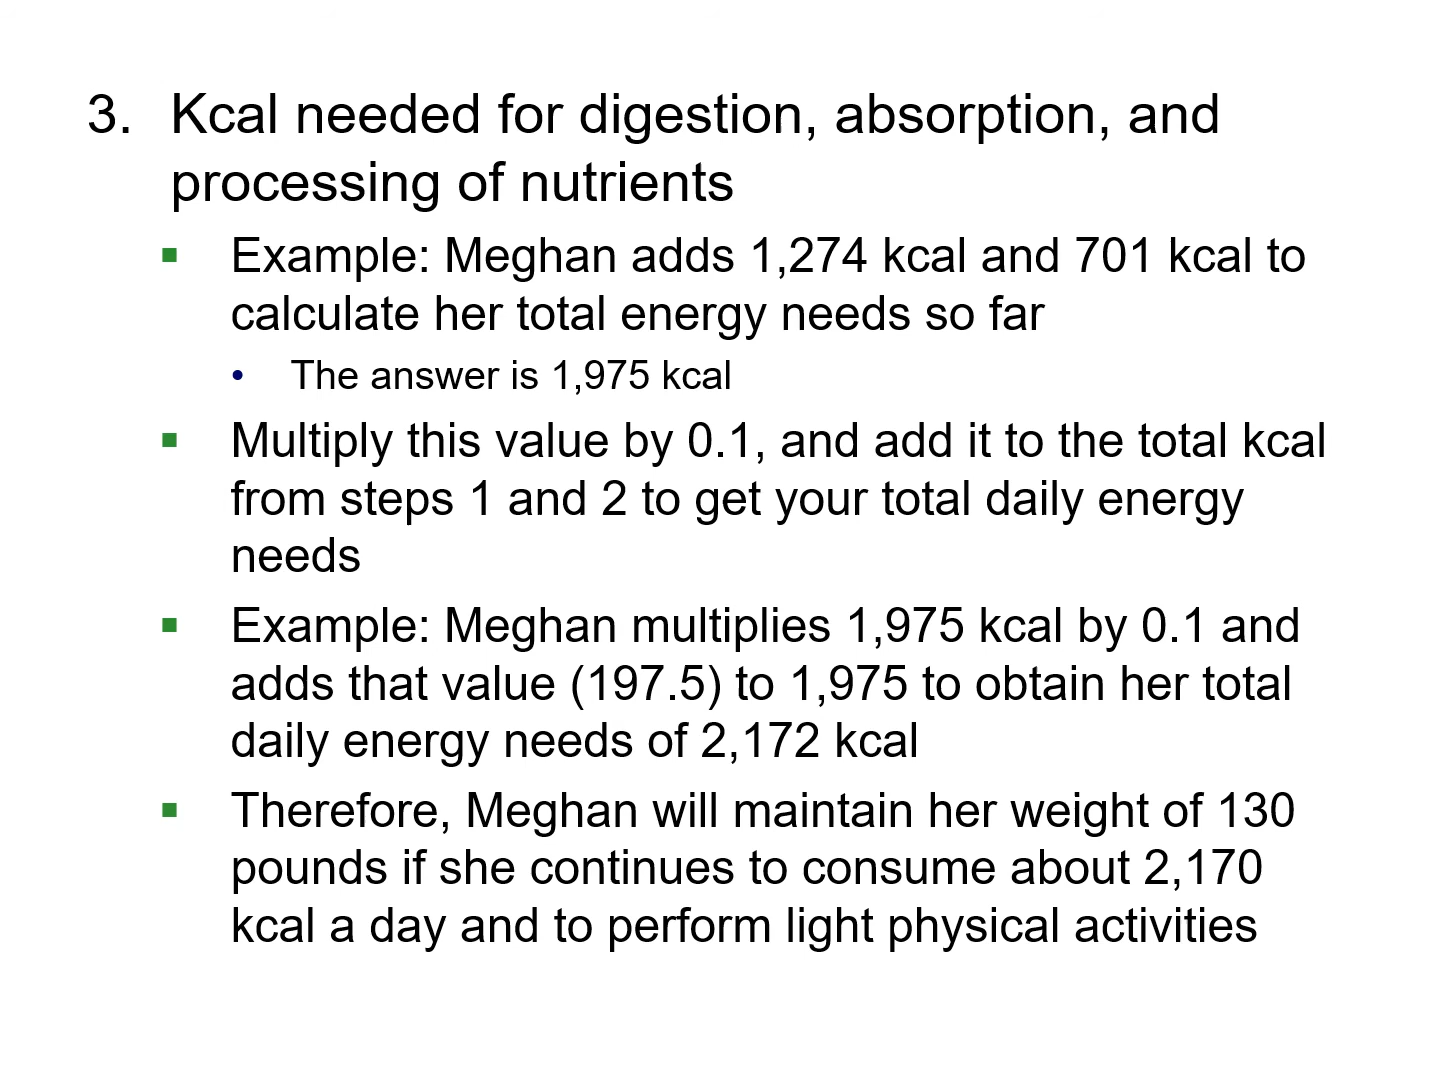 3. Kcal needed for digestion, absorption, and
processing of nutrients
▪ Example: Meghan adds 1,274 kcal and 701 kcal to
calculate her total energy needs so far
• The answer is 1,975 kcal
▪ Multiply this value by 0.1, and add it to the total kcal
from steps 1 and 2 to get your total daily energy
needs
▪ Example: Meghan multiplies 1,975 kcal by 0.1 and
adds that value (197.5) to 1,975 to obtain her total
daily energy needs of 2,172 kcal
▪ Therefore, Meghan will maintain her weight of 130
pounds if she continues to consume about 2,170
kcal a day and to perform light physical activities